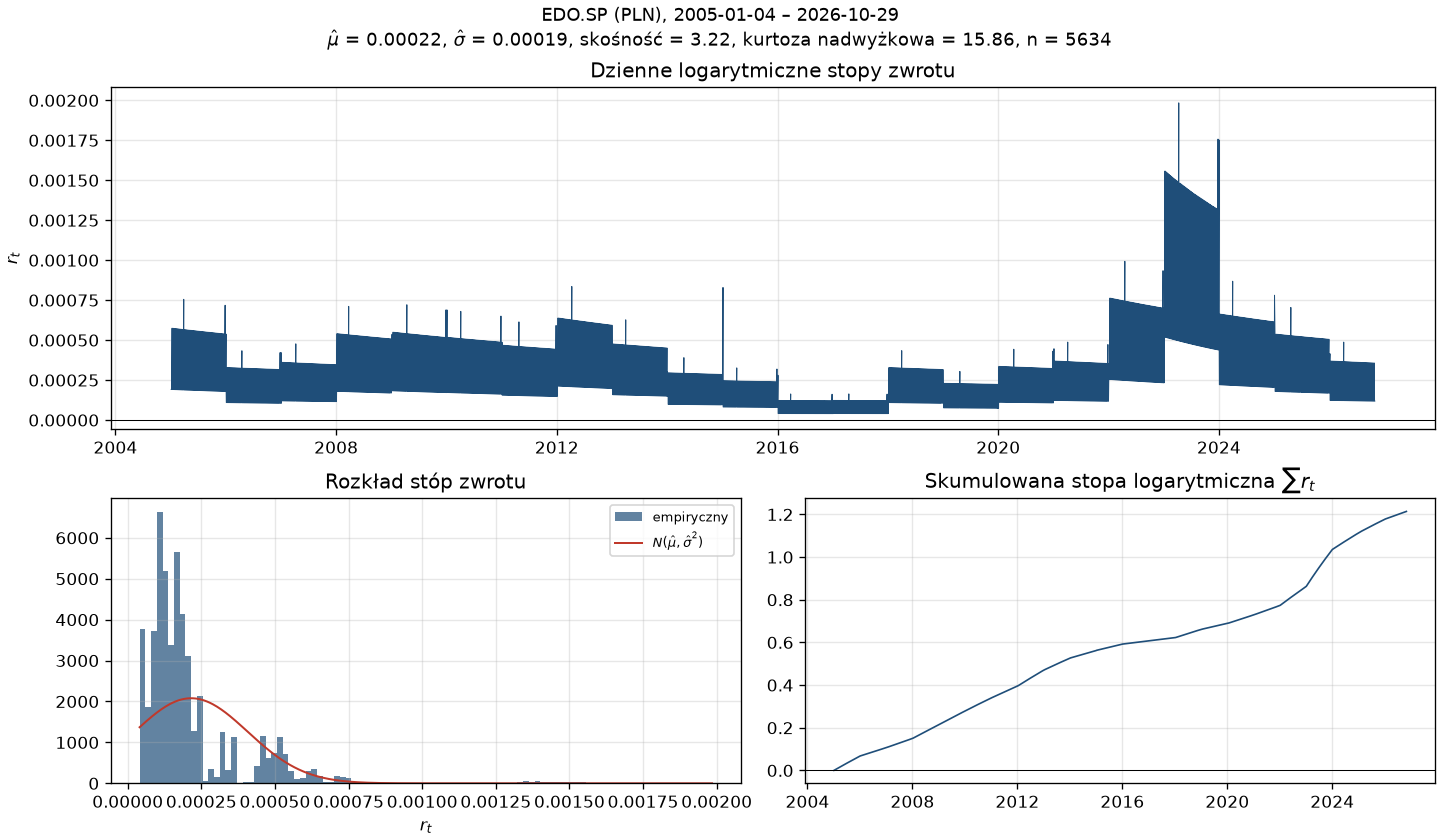 EDO.SP (PLN), 2005-01-04 – 2026-10-29
μ̂ = 0.00022, σ̂ = 0.00019, skośność = 3.22, kurtoza nadwyżkowa = 15.86, n = 5634
Dzienne logarytmiczne stopy zwrotu
0.00200
0.00175
0.00150
0.00125
0.00100
0.00075
0.00050
0.00025
0.00000
r_t
2004 2008 2012 2016 2020 2024
Rozkład stóp zwrotu
6000
5000
4000
3000
2000
1000
0
empiryczny
N(μ̂, σ̂²)
0.00000 0.00025 0.00050 0.00075 0.00100 0.00125 0.00150 0.00175 0.00200
r_t
Skumulowana stopa logarytmiczna ∑r_t
1.2
1.0
0.8
0.6
0.4
0.2
0.0
2004 2008 2012 2016 2020 2024